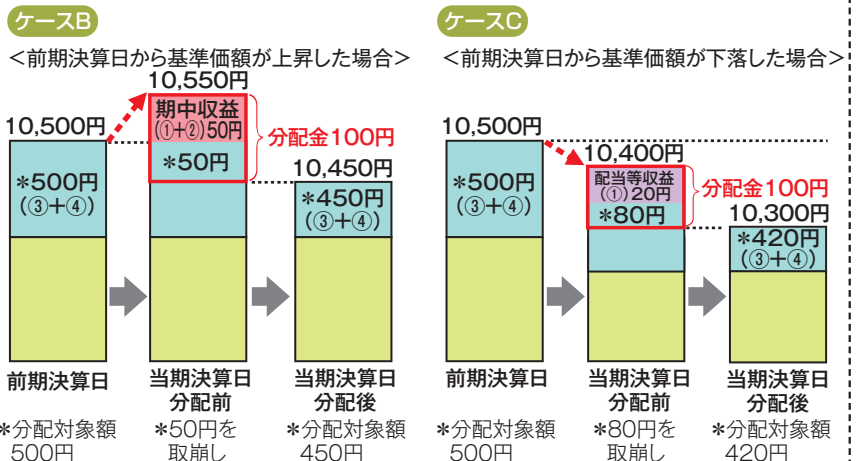 ケースB
<前期決算日から基準価額が上昇した場合>
10,550円
10,500円
期中収益
(①+②)50円
分配金100円
*50円
10,450円
*500円
(③+④)
*450円
(③+④)
前期決算日
当期決算日
分配前
当期決算日
分配後
*分配対象額
500円
*50円を
取崩し
*分配対象額
450円
ケースC
<前期決算日から基準価額が下落した場合>
10,500円
10,400円
配当等収益
(①)20円
分配金100円
*80円
10,300円
*500円
(③+④)
*420円
(③+④)
前期決算日
当期決算日
分配前
当期決算日
分配後
*分配対象額
500円
*80円を
取崩し
*分配対象額
420円